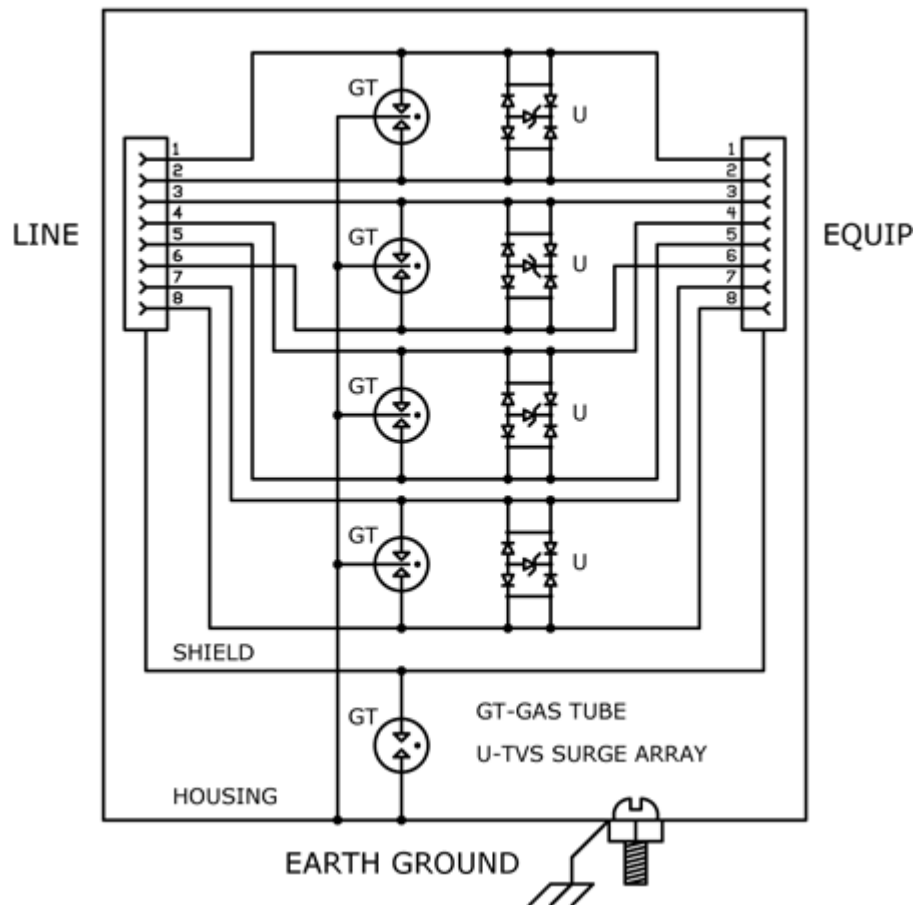 GT
U
1
2
3
4
5
6
7
8
1
2
3
4
5
6
7
8
LINE
EQUIP
GT
U
GT
U
GT
U
SHIELD
GT
GT-GAS TUBE
U-TVS SURGE ARRAY
HOUSING
EARTH GROUND